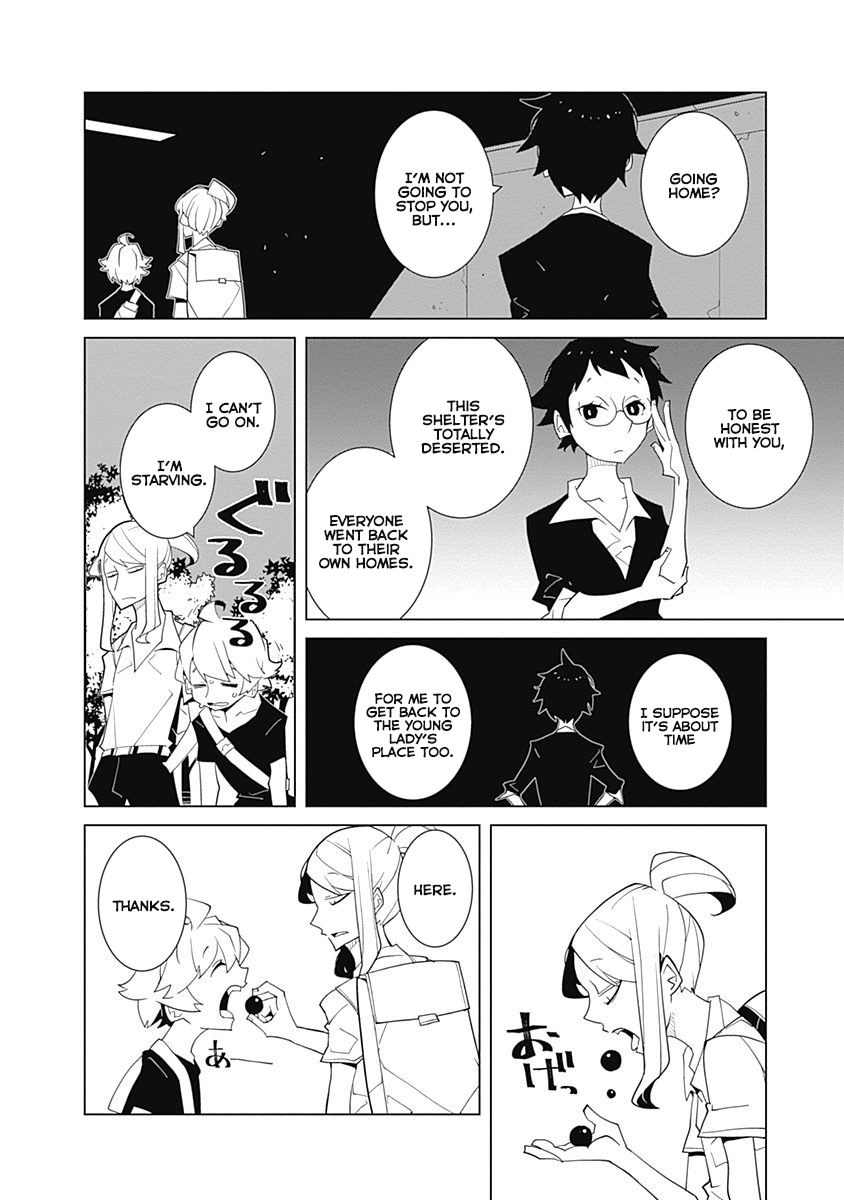 GOING
HOME?
I'M NOT
GOING TO
STOP YOU,
BUT...
TO BE
HONEST
WITH YOU,
THIS
SHELTER'S
TOTALLY
DESERTED.
EVERYONE
WENT BACK
TO THEIR
OWN HOMES.
I SUPPOSE
IT'S ABOUT
TIME
FOR ME TO
GET BACK TO
THE YOUNG
LADY'S
PLACE TOO.
I CAN'T
GO ON.
I'M
STARVING.
ぐるるるる
おげっ
HERE.
THANKS.
あー